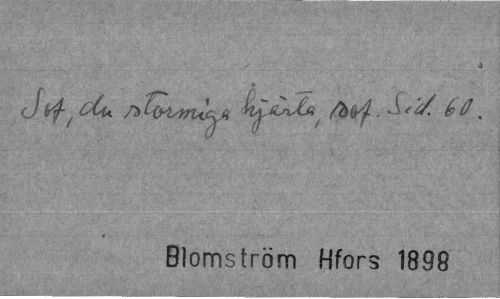 Sof, du stormiga hjärta, sof. Sid. 60.
Blomström Hfors 1898